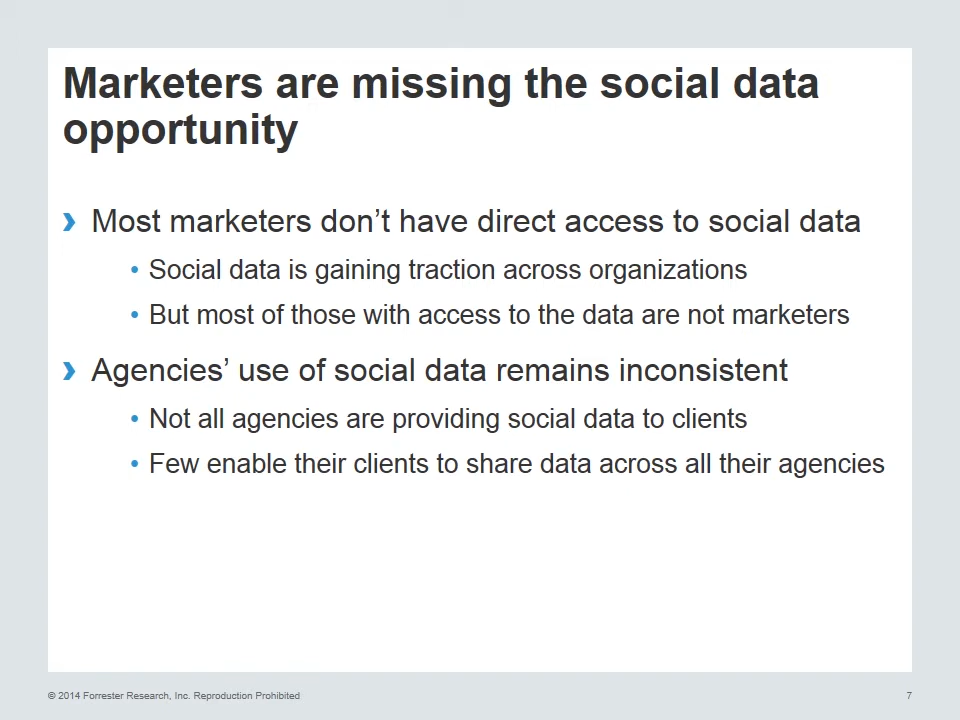 Marketers are missing the social data
opportunity
› Most marketers don’t have direct access to social data
• Social data is gaining traction across organizations
• But most of those with access to the data are not marketers
› Agencies’ use of social data remains inconsistent
• Not all agencies are providing social data to clients
• Few enable their clients to share data across all their agencies
© 2014 Forrester Research, Inc. Reproduction Prohibited
7